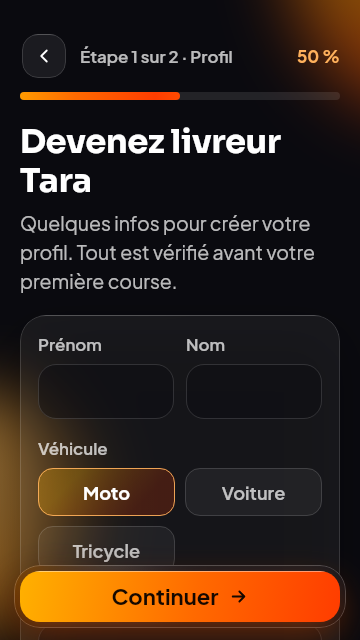 Étape 1 sur 2 · Profil
50 %
Devenez livreur
Tara
Quelques infos pour créer votre
profil. Tout est vérifié avant votre
première course.
Prénom
Nom
Véhicule
Moto
Voiture
Tricycle
Continuer →